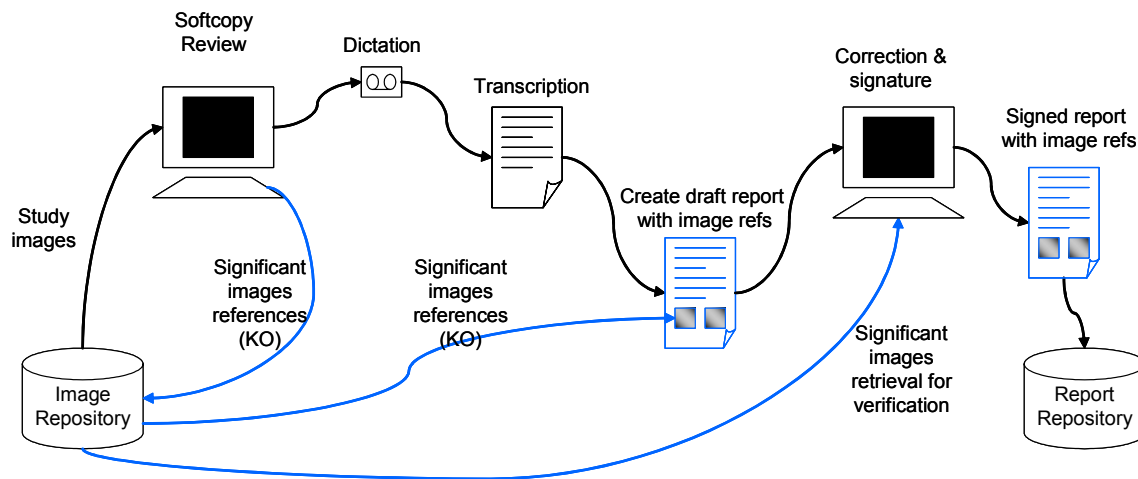 Softcopy
Review
Dictation
Transcription
Correction &
signature
Signed report
with image refs
Create draft report
with image refs
Study
images
Significant
images
references
(KO)
Significant
images
references
(KO)
Significant
images
retrieval for
verification
Image
Repository
Report
Repository